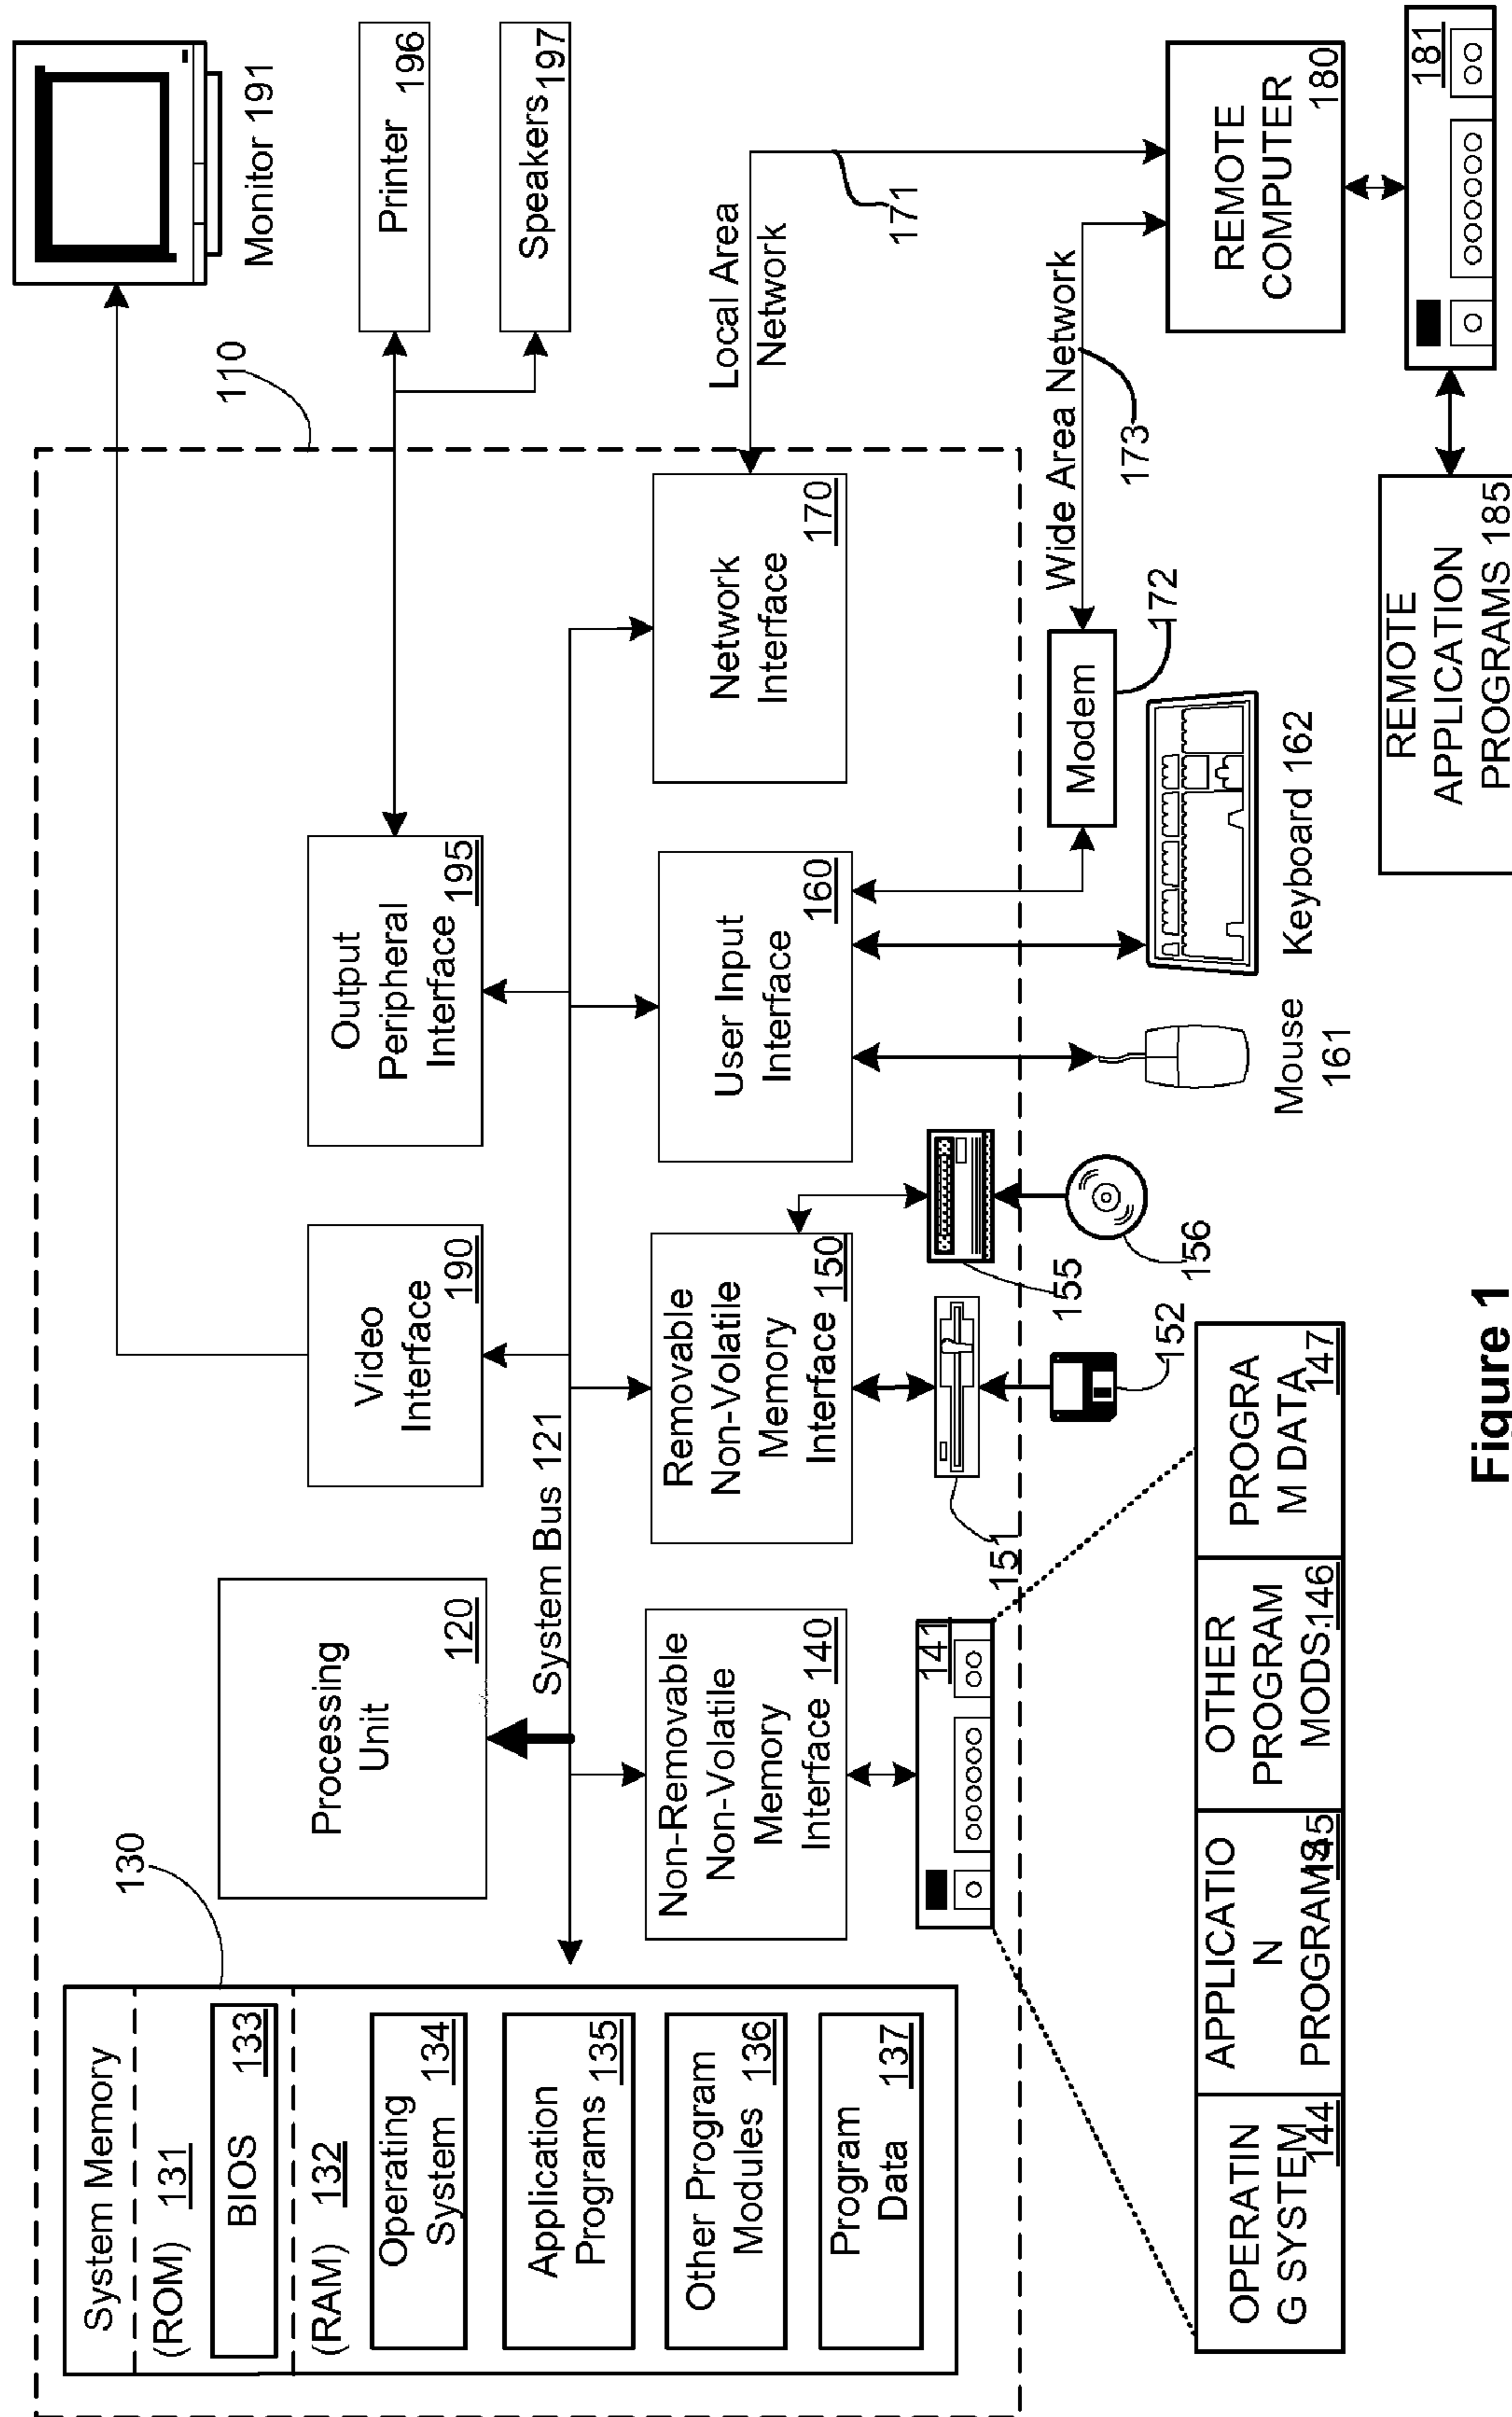 System Memory
(ROM) 131
BIOS 133
(RAM) 132
Operating
System 134
Application
Programs 135
Other Program
Modules 136
Program
Data 137
130
Processing
Unit
120
System Bus 121
Video
Interface
190
Output
Peripheral
Interface 195
110
Monitor 191
Printer 196
Speakers 197
Non-Removable
Non-Volatile
Memory
Interface 140
Removable
Non-Volatile
Memory
Interface 150
User Input
Interface
160
Network
Interface
170
Local Area
Network
171
141
151
152
155
156
Mouse
161
Keyboard 162
Modem
172
Wide Area Network
173
REMOTE
COMPUTER
180
181
REMOTE
APPLICATION
PROGRAMS 185
OPERATIN
G SYSTEM
144
APPLICATIO
N
PROGRAMS
145
OTHER
PROGRAM
MODS. 146
PROGRA
M DATA
147
Figure 1